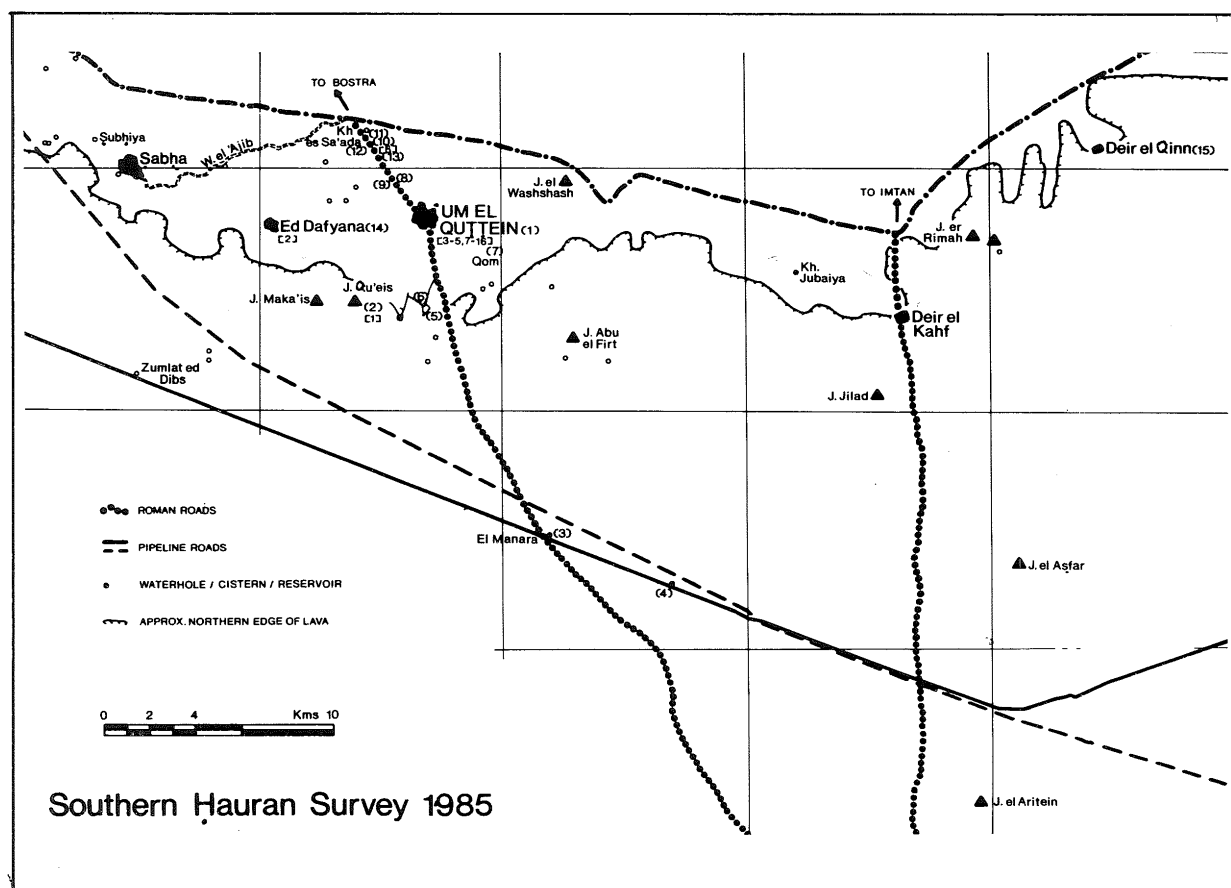 TO BOSTRA
Subhiya
Sabha
W. el 'Ajib
Kh
es Sa'ada
(11)
(10)
[6]
(12)
(13)
(8)
(9)
J. el
Washshash
TO IMTAN
Deir el Qinn(15)
Ed Dafyana(14)
[2]
UM EL
QUTTEIN(1)
[3-5,7-16]
(7)
Qom
J. er
Rimah
Kh.
Jubaiya
J. Maka'is
J. Ru'eis
(2)
[1]
(6)
(5)
J. Abu
el Firt
Deir el
Kahf
Zumlat ed
Dibs
J. Jilad
El Manara
(3)
(4)
J. el Aṣfar
J. el Aritein
ROMAN ROADS
PIPELINE ROADS
WATERHOLE / CISTERN / RESERVOIR
APPROX. NORTHERN EDGE OF LAVA
0 2 4 Kms 10
Southern Ḥauran Survey 1985